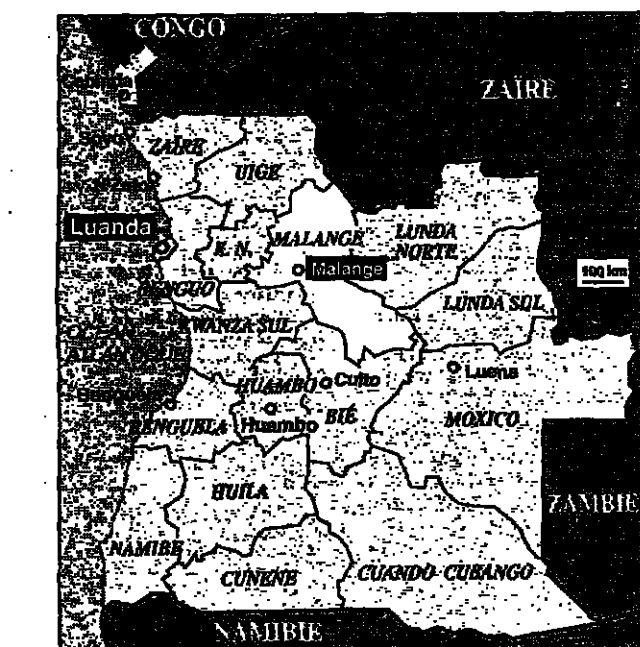 CONGO
ZAÏRE
ZAÏRE
UIGE
Luanda
K. N.
MALANGE
LUNDA
NORTE
Malange
100 km
BENGUO
LUNDA SUL
KWANZA SUL
HUAMBO
Cuito
Luena
BENGUELA
Huambo
BIÉ
MOXICO
HUILA
ZAMBIE
NAMIBE
CUNENE
CUANDO-CUBANGO
NAMIBIE